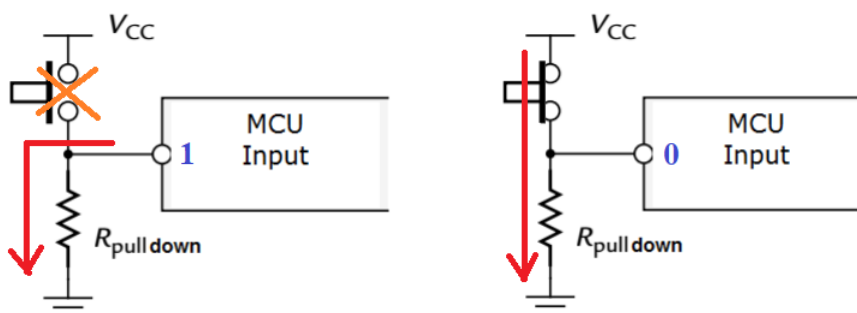 VCC
MCU
Input
1
Rpull down
VCC
MCU
Input
0
Rpull down